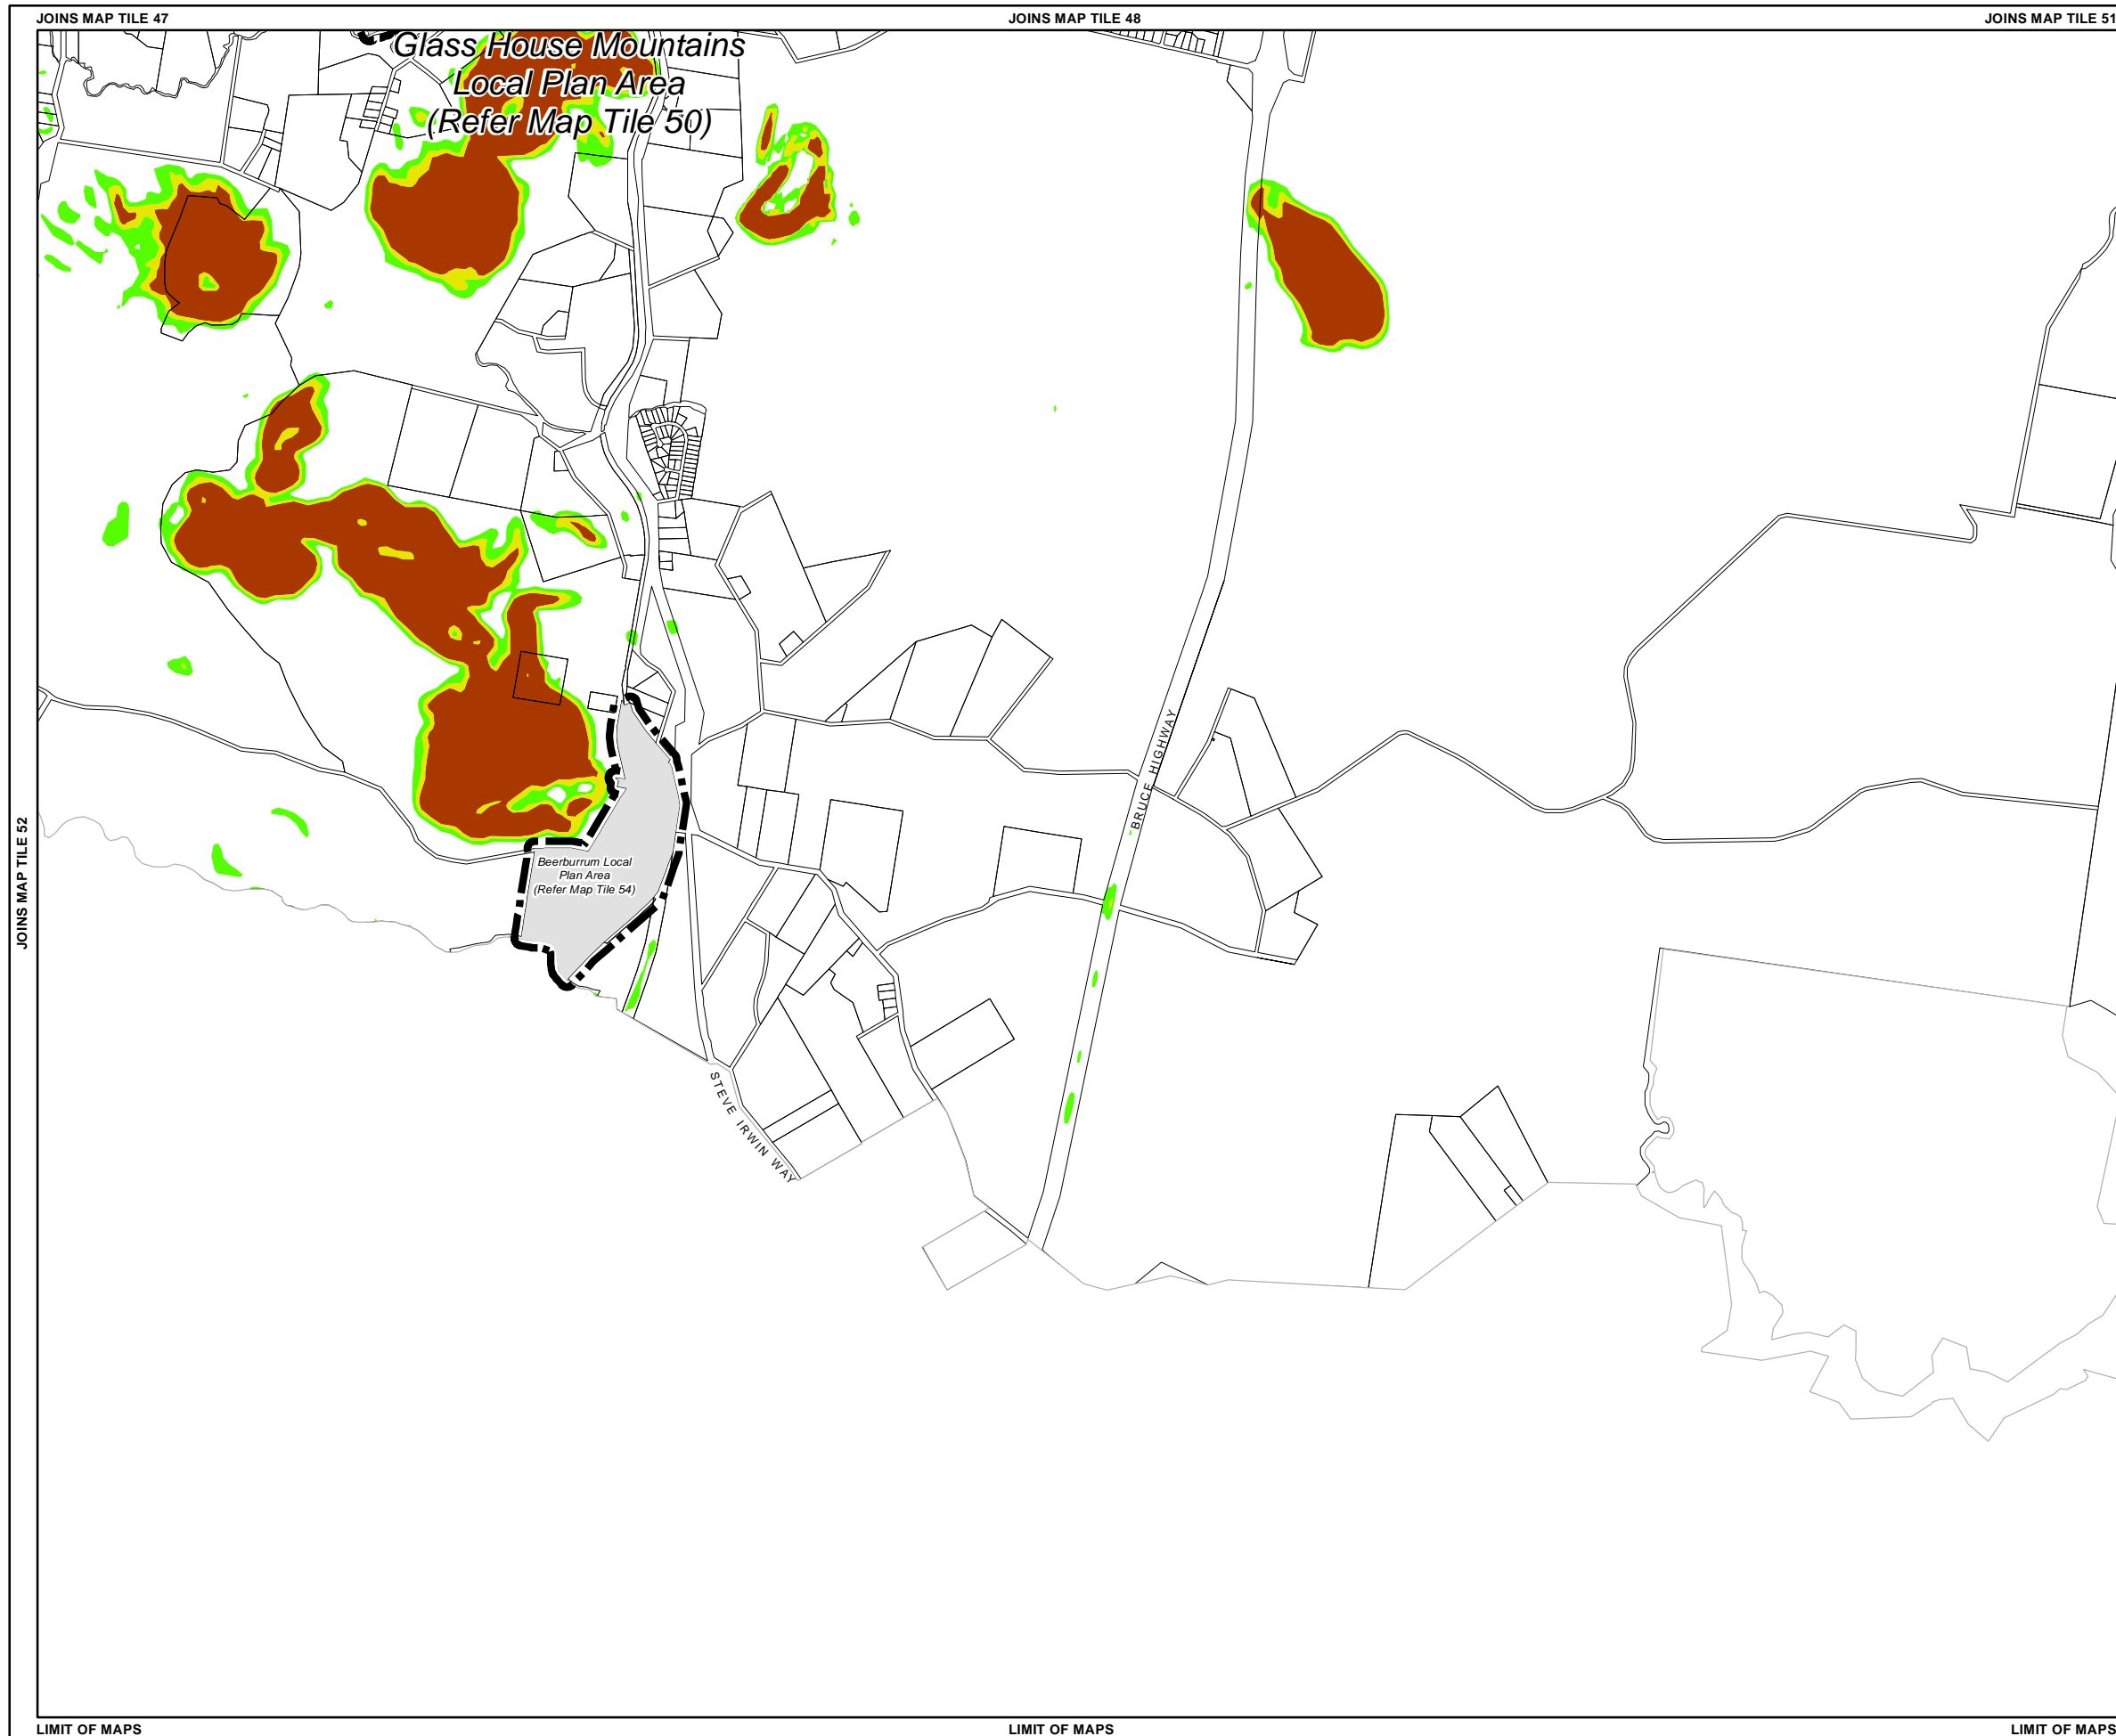 JOINS MAP TILE 47
JOINS MAP TILE 48
JOINS MAP TILE 51
Glass House Mountains
Local Plan Area
(Refer Map Tile 50)
BRUCE HIGHWAY
JOINS MAP TILE 52
Beerburrum Local
Plan Area
(Refer Map Tile 54)
STEVE IRWIN WAY
LIMIT OF MAPS
LIMIT OF MAPS
LIMIT OF MAPS